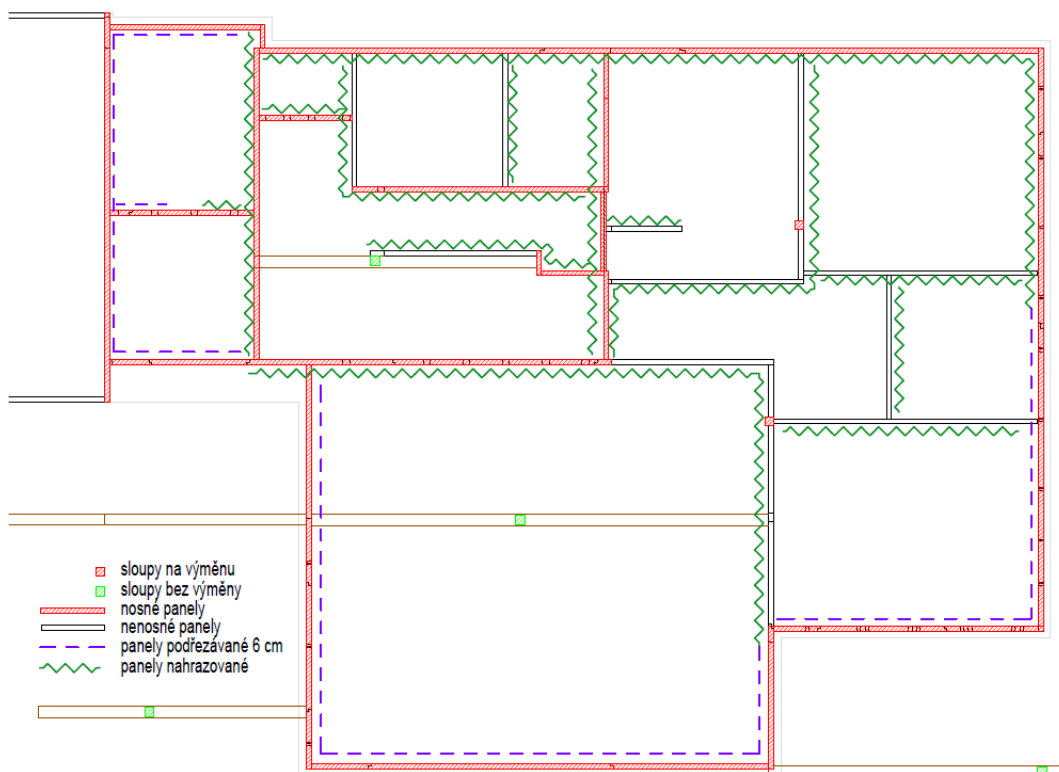 sloupy na výměnu
sloupy bez výměny
nosné panely
nenosné panely
panely podřezávané 6 cm
panely nahrazované